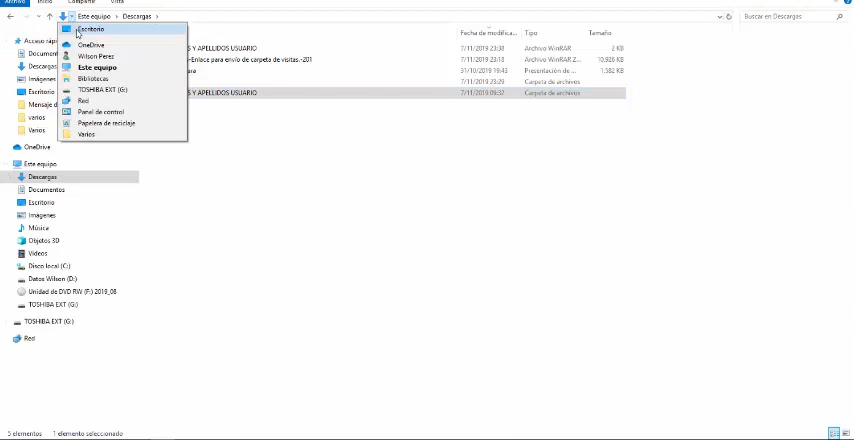 Archivo Inicio Compartir Vista
Este equipo > Descargas >
Buscar en Descargas
Escritorio
OneDrive
Wilson Perez
Este equipo
Bibliotecas
TOSHIBA EXT (G:)
Red
Panel de control
Papelera de reciclaje
Varios
Acceso ráp
Document
Descargas
Imágenes
Escritorio
Mensaje d
varios
Varios
OneDrive
Este equipo
Descargas
Documentos
Escritorio
Imágenes
Música
Objetos 3D
Videos
Disco local (C:)
Datos Wilson (D:)
Unidad de DVD RW (F:) 2019_08
TOSHIBA EXT (G:)
TOSHIBA EXT (G:)
Red
Fecha de modifica... Tipo Tamaño
S Y APELLIDOS USUARIO 7/11/2019 23:38 Archivo WinRAR 2 KB
-Enlace para envío de carpeta de visitas.-201 7/11/2019 23:18 Archivo WinRAR Z... 10,926 KB
ara 31/10/2019 19:43 Presentación de ... 1,582 KB
7/11/2019 23:29 Carpeta de archivos
S Y APELLIDOS USUARIO 7/11/2019 09:32 Carpeta de archivos
5 elementos 1 elemento seleccionado